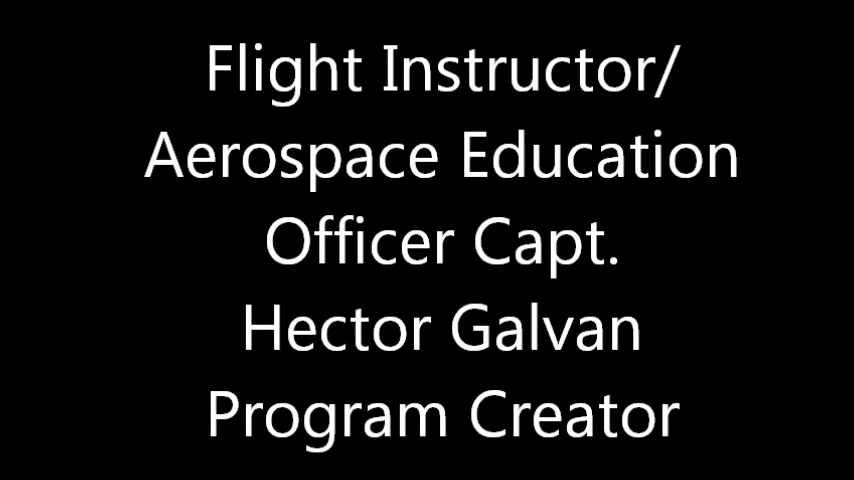 Flight Instructor/
Aerospace Education
Officer Capt.
Hector Galvan
Program Creator